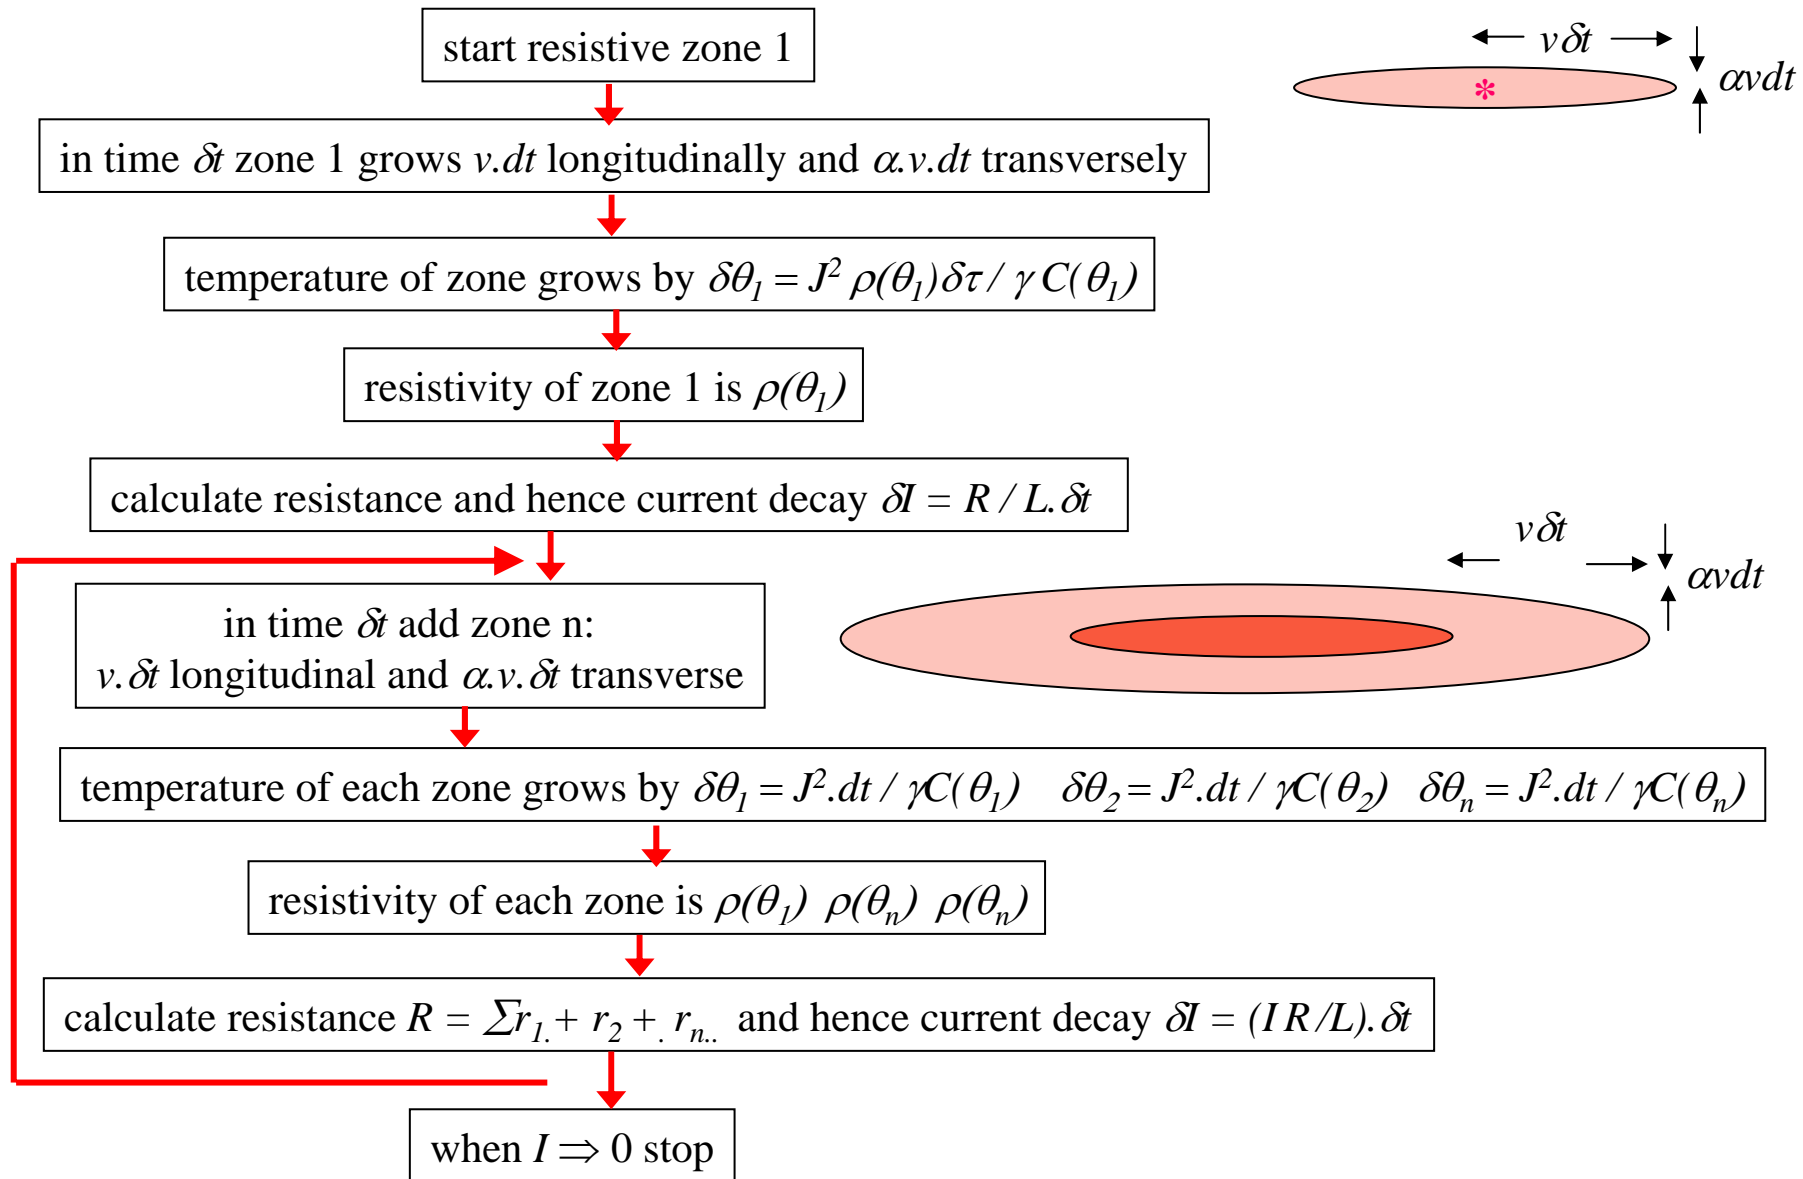 start resistive zone 1
vδt
αvdt
*
in time δt zone 1 grows v.dt longitudinally and α.v.dt transversely
temperature of zone grows by δθ₁ = J² ρ(θ₁)δτ / γ C(θ₁)
resistivity of zone 1 is ρ(θ₁)
calculate resistance and hence current decay δI = R / L.δt
vδt
αvdt
in time δt add zone n:
v.δt longitudinal and α.v.δt transverse
temperature of each zone grows by δθ₁ = J².dt / γC(θ₁) δθ₂ = J².dt / γC(θ₂) δθₙ = J².dt / γC(θₙ)
resistivity of each zone is ρ(θ₁) ρ(θₙ) ρ(θₙ)
calculate resistance R = Σr₁. + r₂ + . rₙ.. and hence current decay δI = (I R /L).δt
when I ⇒ 0 stop